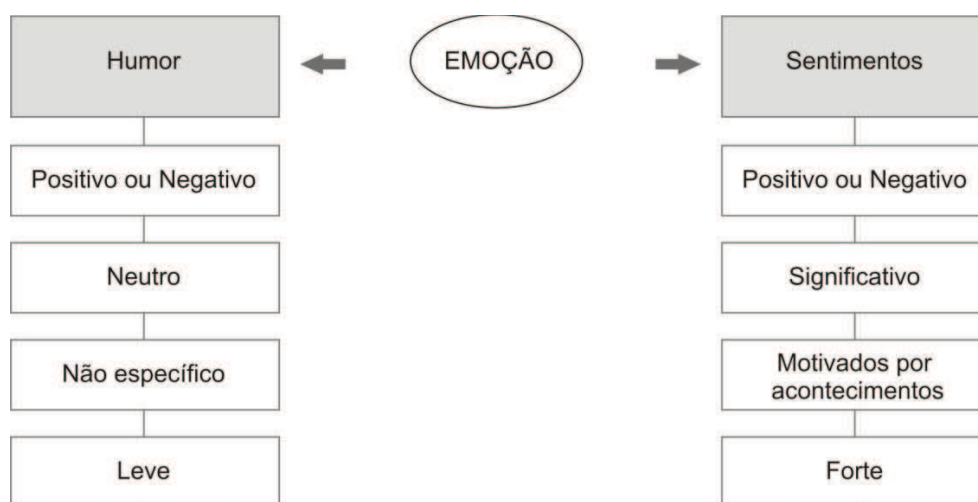 EMOÇÃO
Humor
Positivo ou Negativo
Neutro
Não específico
Leve
Sentimentos
Positivo ou Negativo
Significativo
Motivados por
acontecimentos
Forte